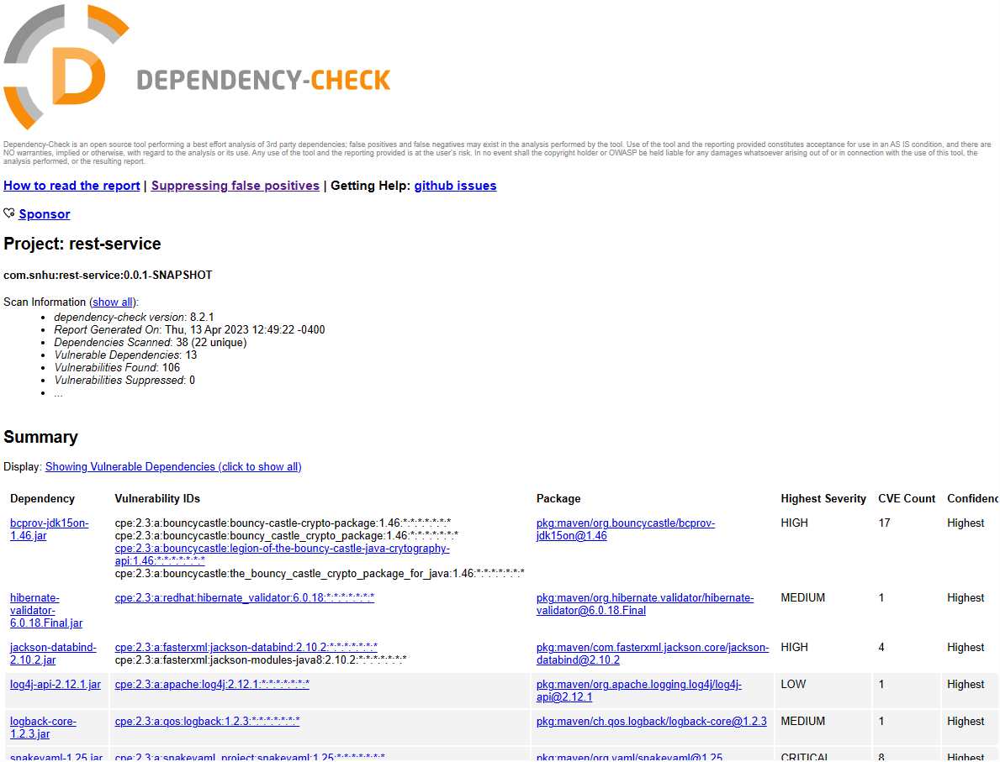 D
DEPENDENCY-CHECK
Dependency-Check is an open source tool performing a best effort analysis of 3rd party dependencies; false positives and false negatives may exist in the analysis performed by the tool. Use of the tool and the reporting provided constitutes acceptance for use in an AS IS condition, and there are
NO warranties, implied or otherwise, with regard to the analysis or its use. Any use of the tool and the reporting provided is at the user's risk. In no event shall the copyright holder or OWASP be held liable for any damages whatsoever arising out of or in connection with the use of this tool, the
analysis performed, or the resulting report.
How to read the report | Suppressing false positives | Getting Help: github issues
Sponsor
Project: rest-service
com.snhu:rest-service:0.0.1-SNAPSHOT
Scan Information (show all):
• dependency-check version: 8.2.1
• Report Generated On: Thu, 13 Apr 2023 12:49:22 -0400
• Dependencies Scanned: 38 (22 unique)
• Vulnerable Dependencies: 13
• Vulnerabilities Found: 106
• Vulnerabilities Suppressed: 0
• ...
Summary
Display: Showing Vulnerable Dependencies (click to show all)
Dependency Vulnerability IDs Package Highest Severity CVE Count Confidenc
bcprov-jdk15on- cpe:2.3:a:bouncycastle:bouncy-castle-crypto-package:1.46:*:*:*:*:*:*:* pkg:maven/org.bouncycastle/bcprov- HIGH 17 Highest
1.46.jar cpe:2.3:a:bouncycastle:bouncy_castle_crypto_package:1.46:*:*:*:*:*:*:* jdk15on@1.46
cpe:2.3:a:bouncycastle:legion-of-the-bouncy-castle-java-crytography-
api:1.46:*:*:*:*:*:*:*
cpe:2.3:a:bouncycastle:the_bouncy_castle_crypto_package_for_java:1.46:*:*:*:*:*:*:*
hibernate- cpe:2.3:a:redhat:hibernate_validator:6.0.18:*:*:*:*:*:*:* pkg:maven/org.hibernate.validator/hibernate- MEDIUM 1 Highest
validator- validator@6.0.18.Final
6.0.18.Final.jar
jackson-databind- cpe:2.3:a:fasterxml:jackson-databind:2.10.2:*:*:*:*:*:*:* pkg:maven/com.fasterxml.jackson.core/jackson- HIGH 4 Highest
2.10.2.jar cpe:2.3:a:fasterxml:jackson-modules-java8:2.10.2:*:*:*:*:*:*:* databind@2.10.2
log4j-api-2.12.1.jar cpe:2.3:a:apache:log4j:2.12.1:*:*:*:*:*:*:* pkg:maven/org.apache.logging.log4j/log4j- LOW 1 Highest
api@2.12.1
logback-core- cpe:2.3:a:qos:logback:1.2.3:*:*:*:*:*:*:* pkg:maven/ch.qos.logback/logback-core@1.2.3 MEDIUM 1 Highest
1.2.3.jar
snakeyaml-1.25.jar cpe:2.3:a:snakeyaml_project:snakeyaml:1.25:*:*:*:*:*:*:* pkg:maven/org.yaml/snakeyaml@1.25 CRITICAL 8 Highest